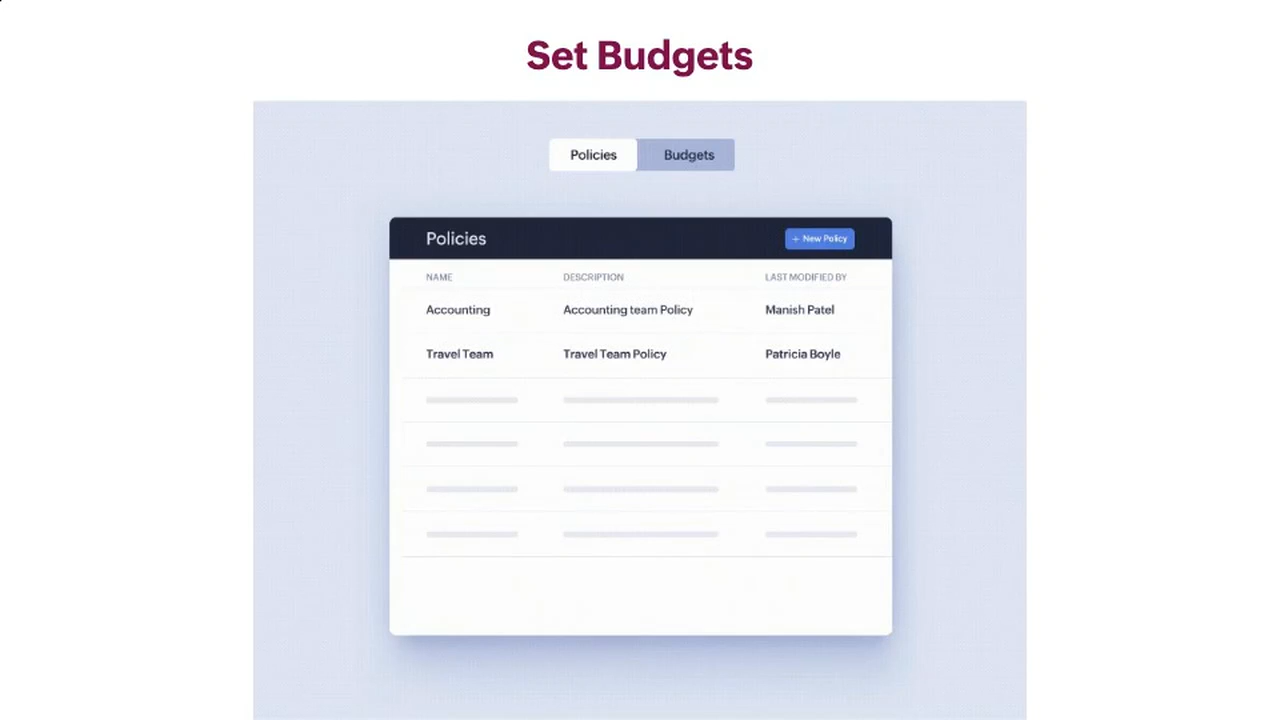 Set Budgets
Policies Budgets
Policies + New Policy
NAME DESCRIPTION LAST MODIFIED BY
Accounting Accounting team Policy Manish Patel
Travel Team Travel Team Policy Patricia Boyle